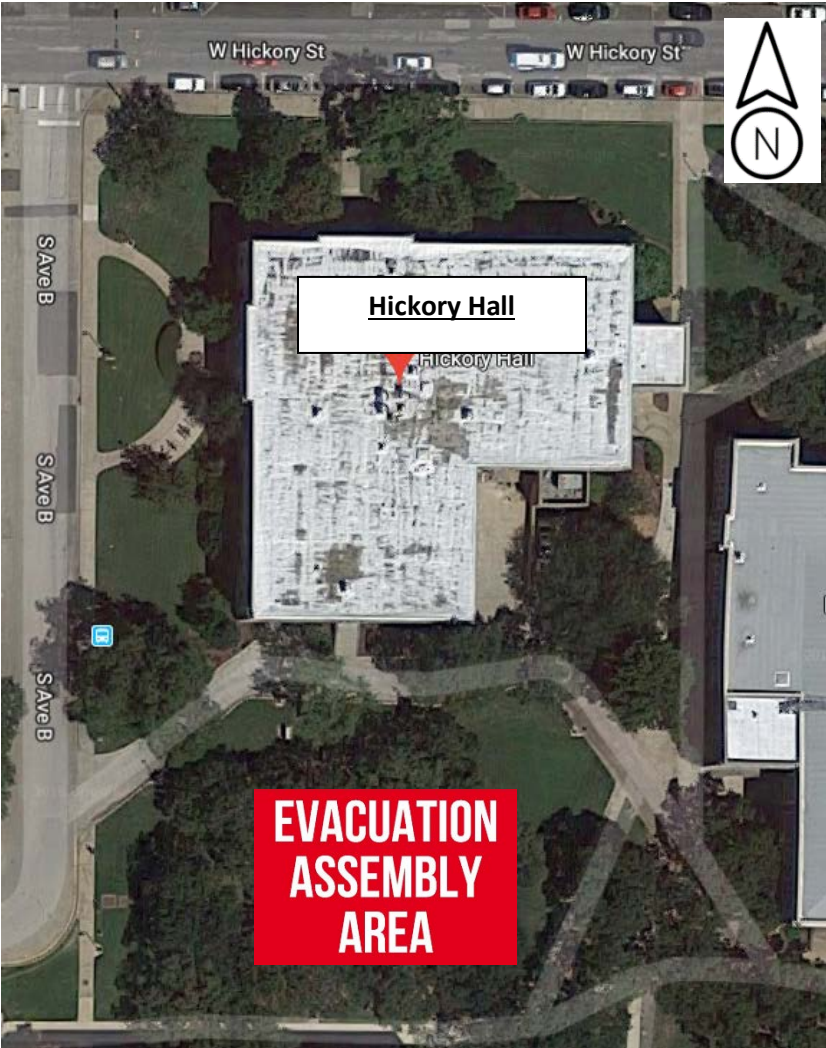 W Hickory St
W Hickory St
N
S Ave B
Hickory Hall
Hickory Hall
S Ave B
S Ave B
EVACUATION
ASSEMBLY
AREA